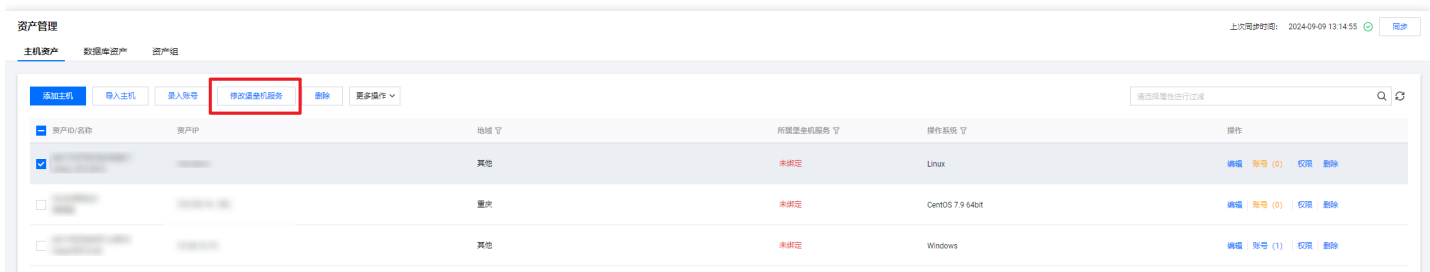 资产管理
上次同步时间： 2024-09-09 13:14:55 同步
主机资产 数据库资产 资产组
添加主机 导入主机 录入账号 修改堡垒机服务 删除 更多操作 请选择属性进行过滤
资产ID/名称 资产IP 地域 所属堡垒机服务 操作系统 操作
其他 未绑定 Linux 编辑 账号 (0) 权限 删除
重庆 未绑定 CentOS 7.9 64bit 编辑 账号 (0) 权限 删除
其他 未绑定 Windows 编辑 账号 (1) 权限 删除